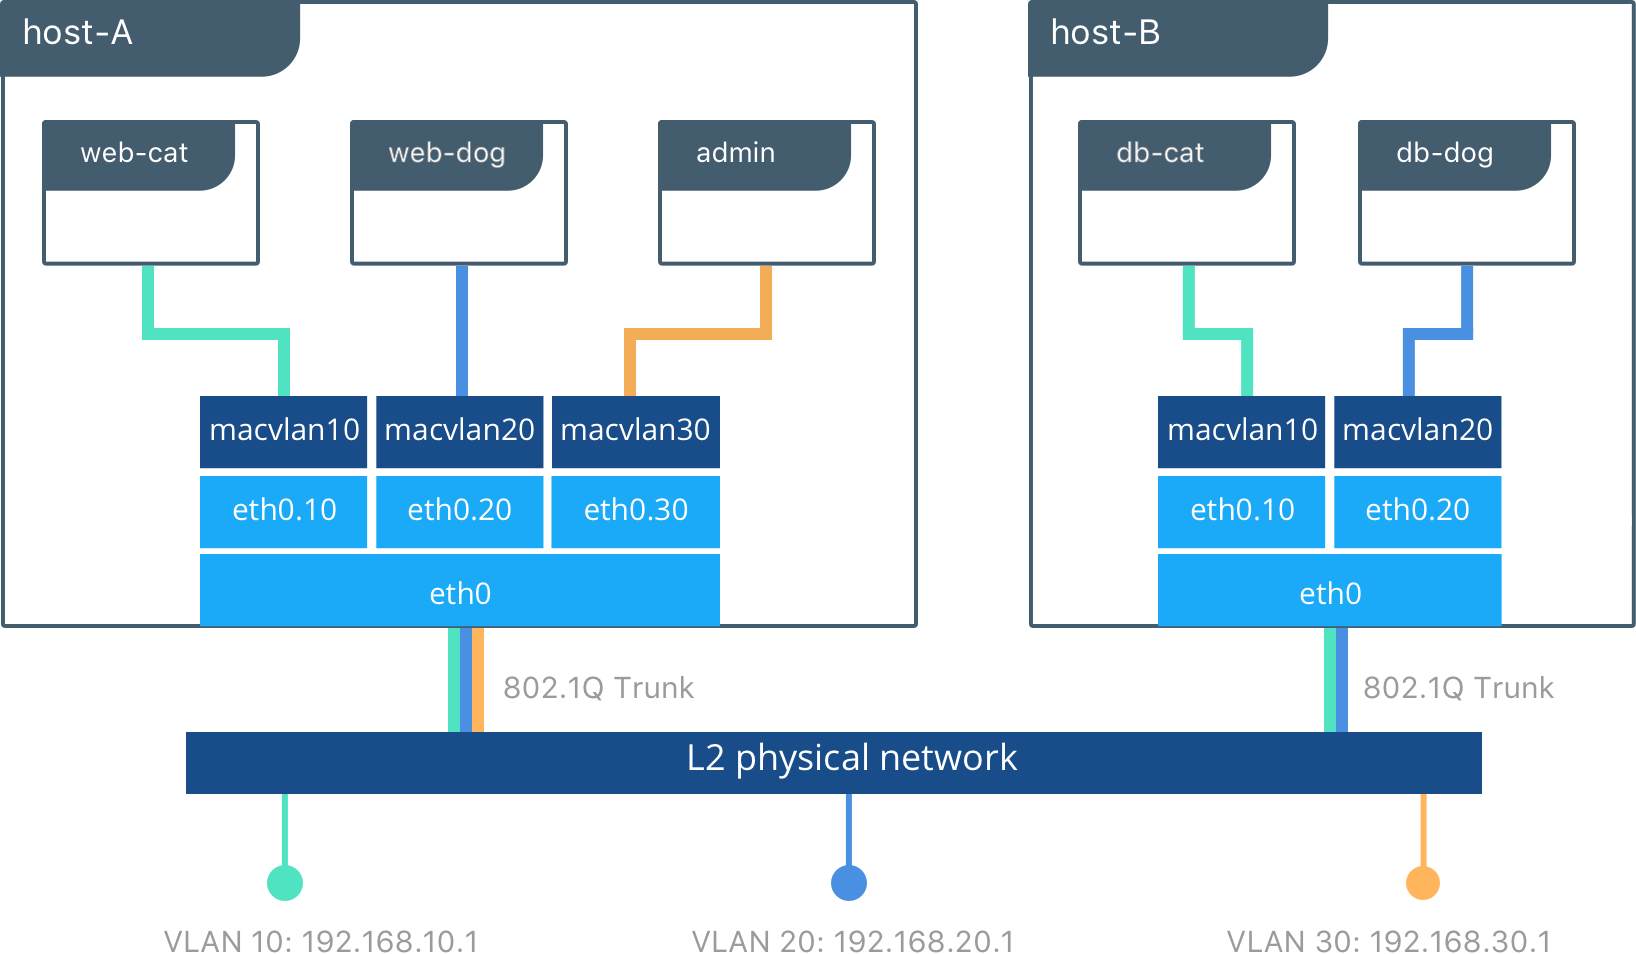 host-A
host-B
web-cat
web-dog
admin
db-cat
db-dog
macvlan10
macvlan20
macvlan30
macvlan10
macvlan20
eth0.10
eth0.20
eth0.30
eth0.10
eth0.20
eth0
eth0
802.1Q Trunk
802.1Q Trunk
L2 physical network
VLAN 10: 192.168.10.1
VLAN 20: 192.168.20.1
VLAN 30: 192.168.30.1